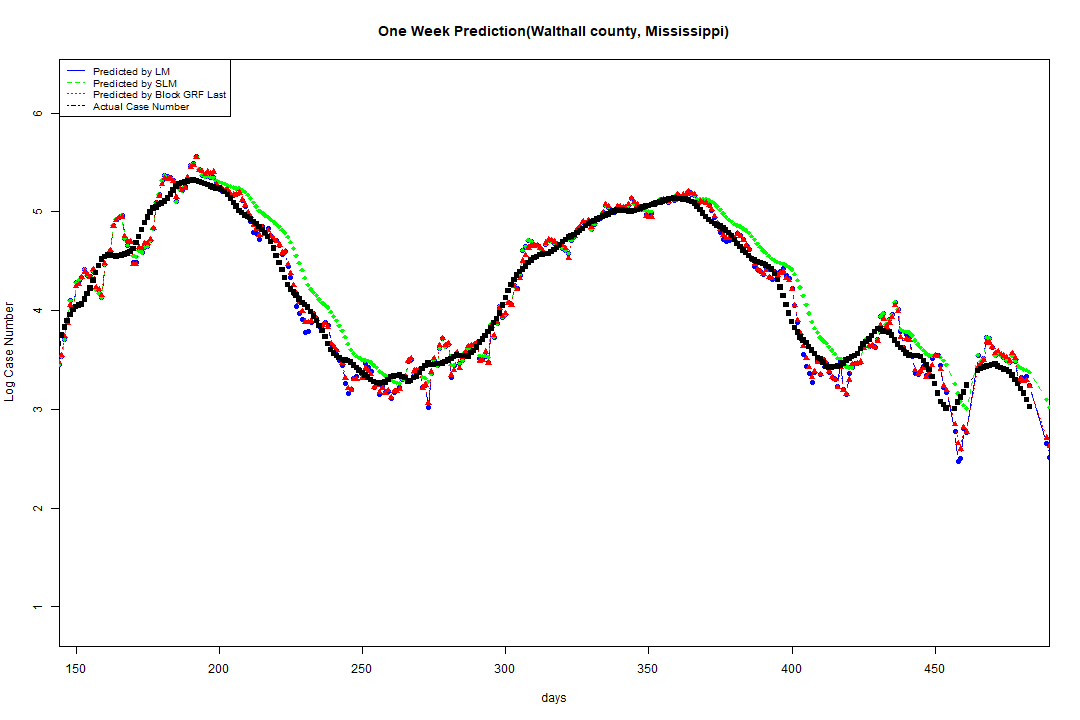 One Week Prediction(Walthall county, Mississippi)
Predicted by LM
Predicted by SLM
Predicted by Block GRF Last
Actual Case Number
Log Case Number
6
5
4
3
2
1
150 200 250 300 350 400 450
days